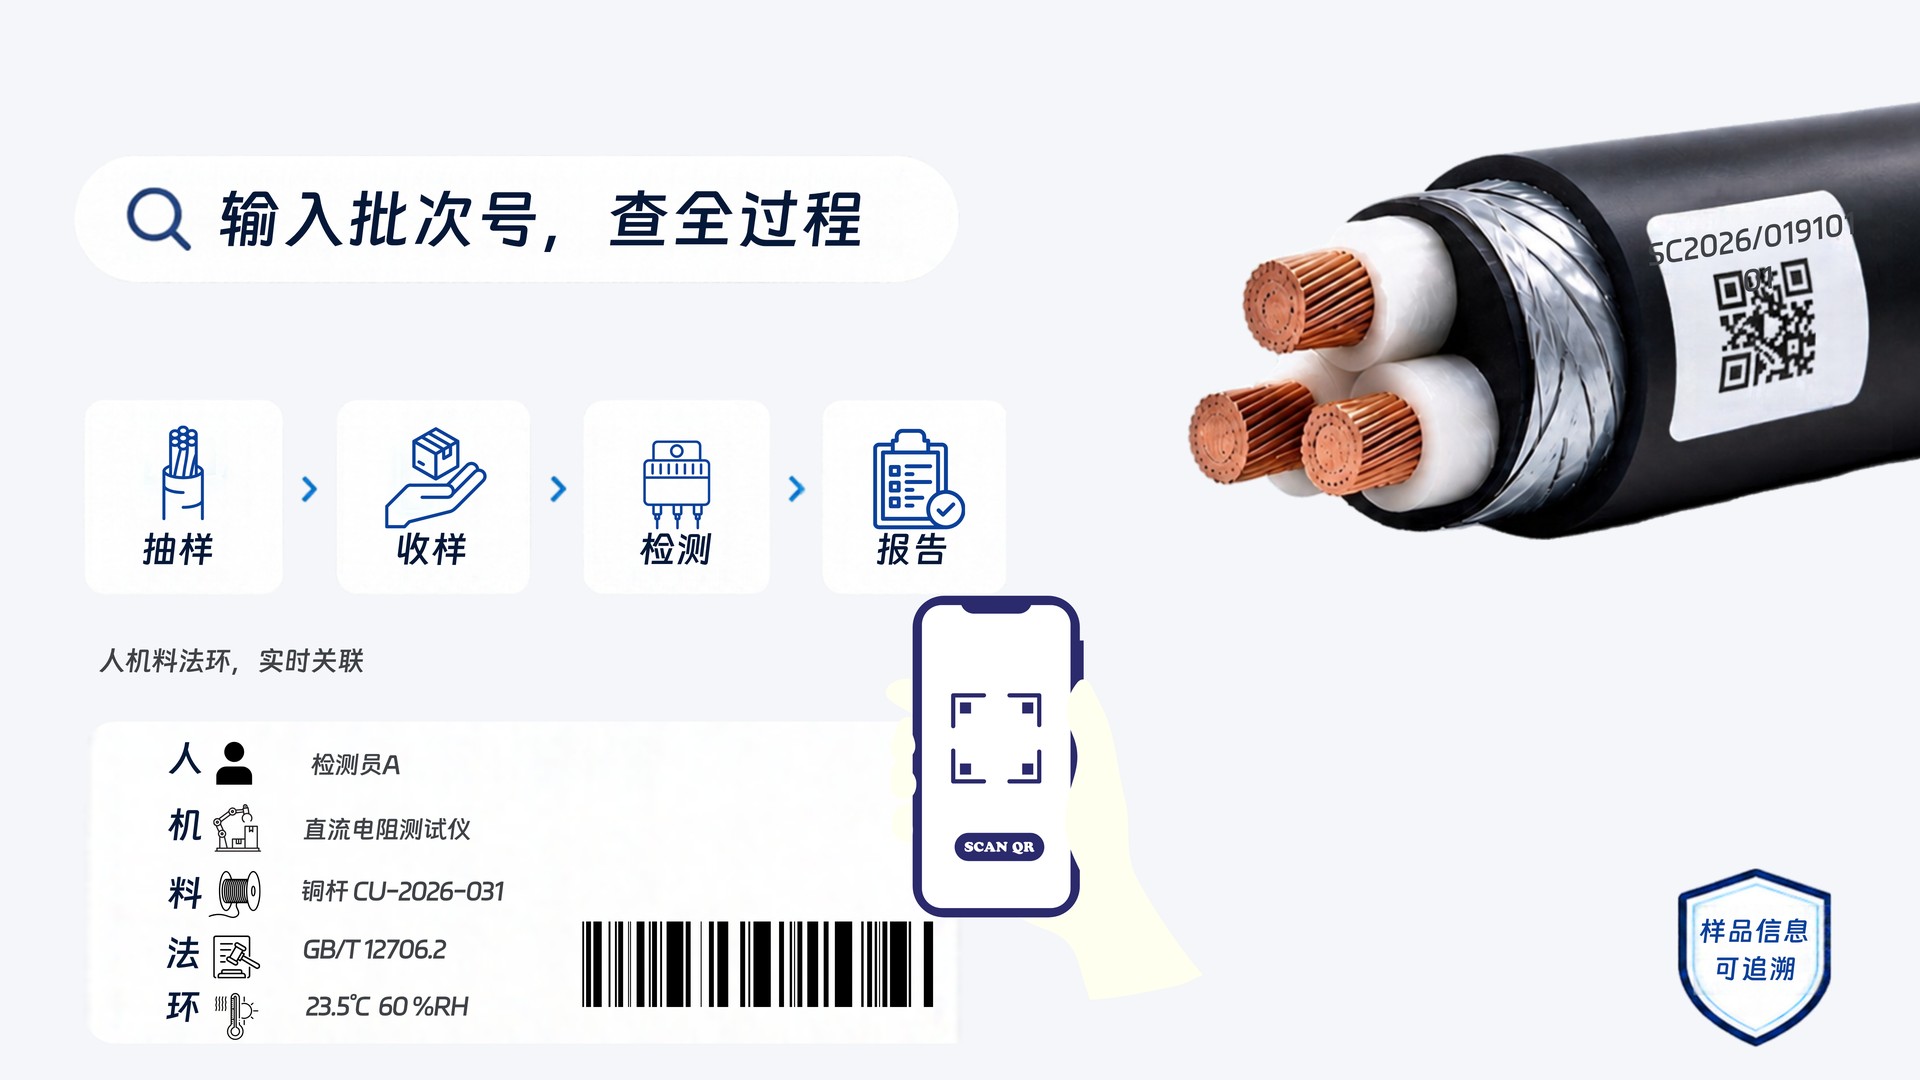 输入批次号，查全过程
SC2026/019101
01
抽样
收样
检测
报告
人机料法环，实时关联
人 检测员A
机 直流电阻测试仪
料 铜杆 CU-2026-031
法 GB/T 12706.2
环 23.5℃ 60 %RH
SCAN QR
样品信息
可追溯